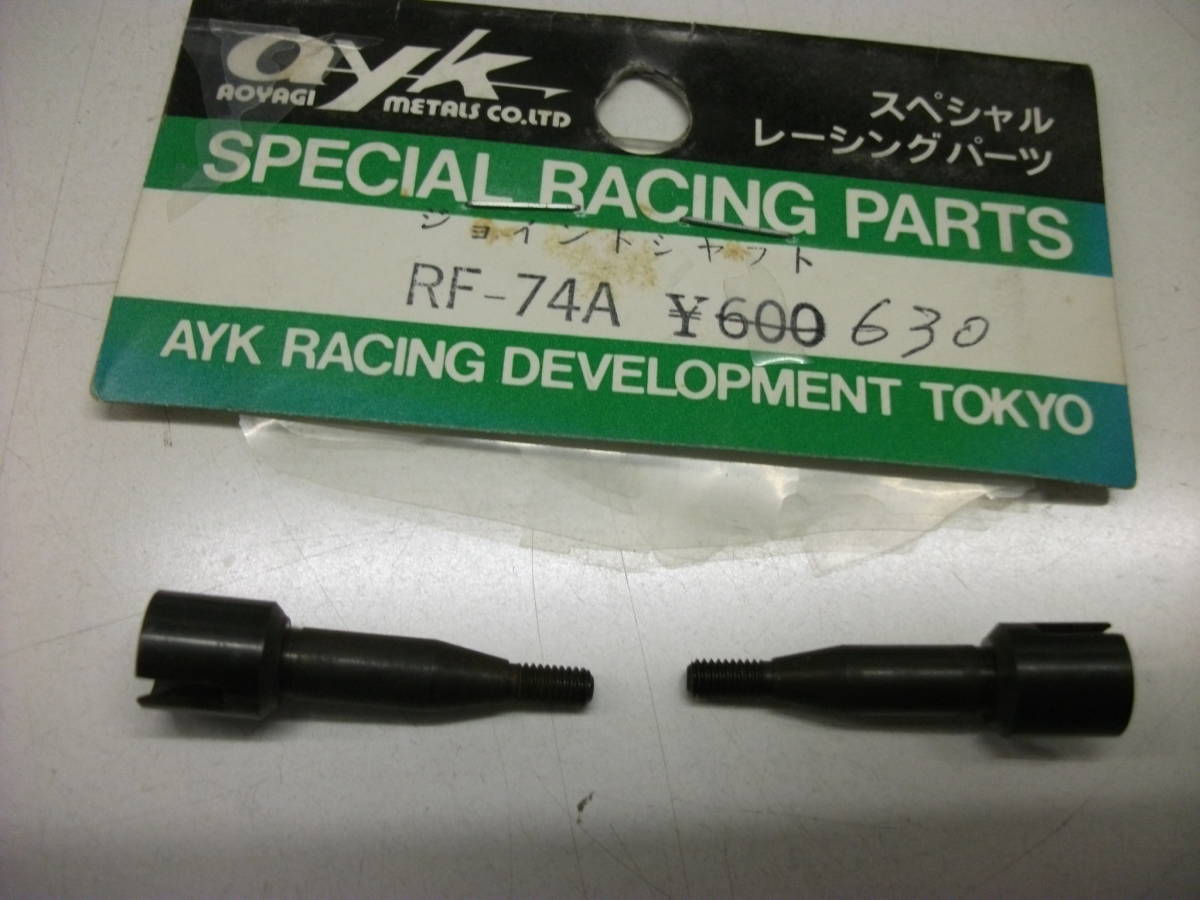 ayk
AOYAGI METALS CO.LTD
スペシャル
レーシングパーツ
SPECIAL RACING PARTS
ジョイントシャフト
RF-74A ¥600 630
AYK RACING DEVELOPMENT TOKYO